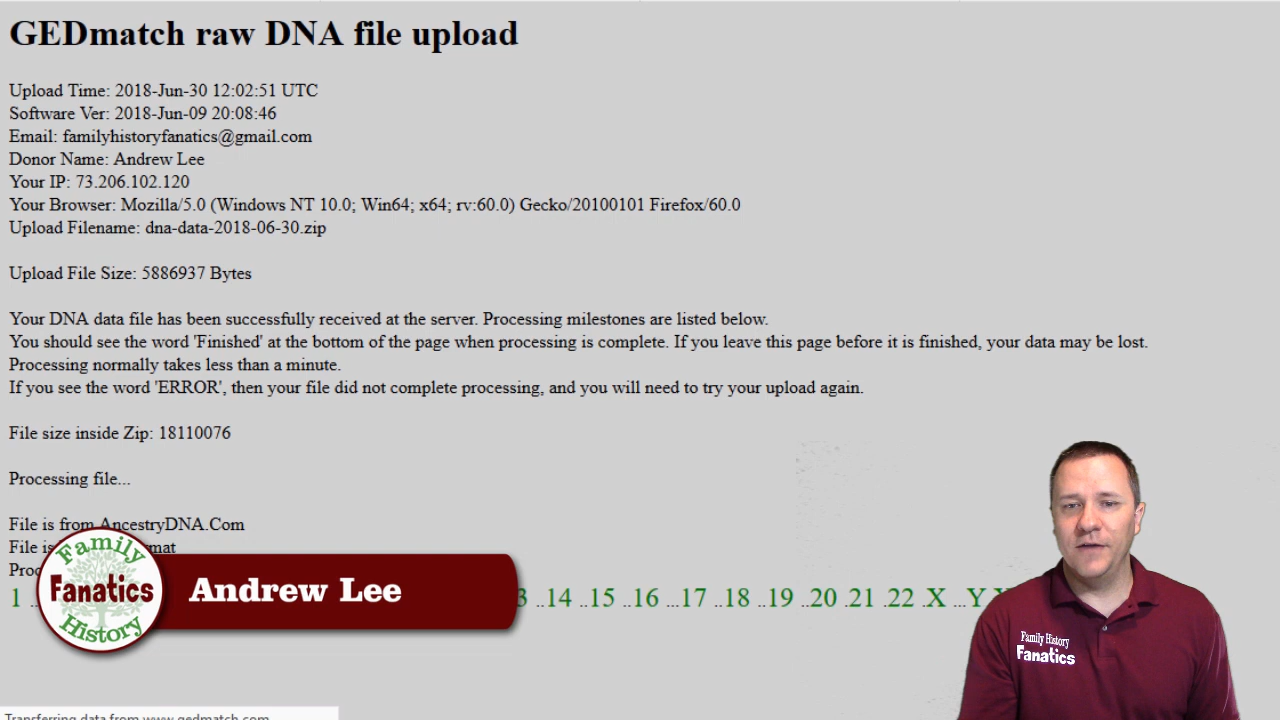 GEDmatch raw DNA file upload
Upload Time: 2018-Jun-30 12:02:51 UTC
Software Ver: 2018-Jun-09 20:08:46
Email: familyhistoryfanatics@gmail.com
Donor Name: Andrew Lee
Your IP: 73.206.102.120
Your Browser: Mozilla/5.0 (Windows NT 10.0; Win64; x64; rv:60.0) Gecko/20100101 Firefox/60.0
Upload Filename: dna-data-2018-06-30.zip
Upload File Size: 5886937 Bytes
Your DNA data file has been successfully received at the server. Processing milestones are listed below.
You should see the word 'Finished' at the bottom of the page when processing is complete. If you leave this page before it is finished, your data may be lost.
Processing normally takes less than a minute.
If you see the word 'ERROR', then your file did not complete processing, and you will need to try your upload again.
File size inside Zip: 18110076
Processing file...
File is from AncestryDNA.Com
File is
1 .. 14 ...15 ...16 ...17 ...18 ...19 ...20 .21 .22 .X ...Y
Family
Fanatics
History
Andrew Lee
Family History
Fanatics
Transferring data from www.gedmatch.com